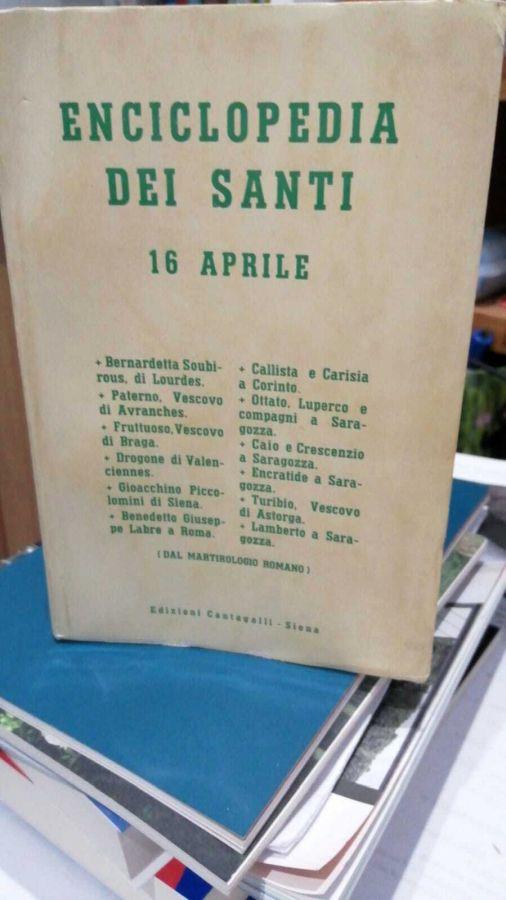 ENCICLOPEDIA
DEI SANTI
16 APRILE
+ Bernardetta Soubi-
rous, di Lourdes.
+ Paterno, Vescovo
di Avranches.
+ Fruttuoso, Vescovo
di Braga.
+ Drogone di Valen-
ciennes.
+ Gioacchino Picco-
lomini di Siena.
+ Benedetto Giusep-
pe Labre a Roma.
+ Callista e Carisia
a Corinto.
+ Ottato, Luperco e
compagni a Sara-
gozza.
+ Caio e Crescenzio
a Saragozza.
+ Encratide a Sara-
gozza.
+ Turibio, Vescovo
di Astorga.
+ Lamberto a Sara-
gozza.
(DAL MARTIROLOGIO ROMANO)
Edizioni Cantagalli - Siena